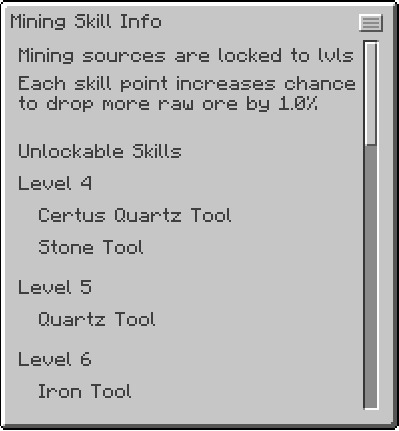 Mining Skill Info
Mining sources are locked to lvls
Each skill point increases chance
to drop more raw ore by 1.0%
Unlockable Skills
Level 4
Certus Quartz Tool
Stone Tool
Level 5
Quartz Tool
Level 6
Iron Tool